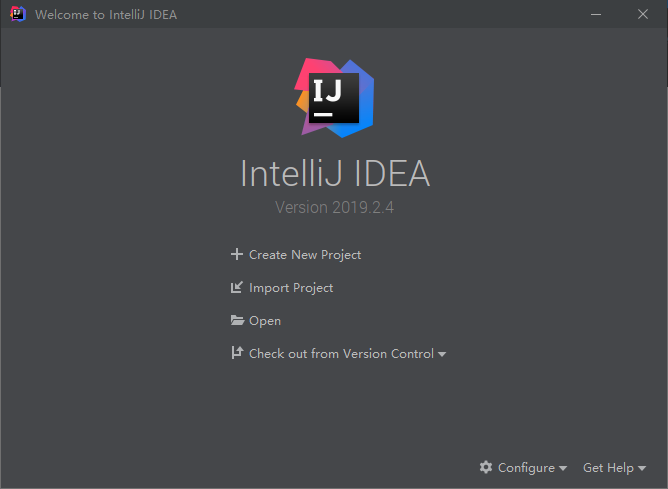 Welcome to IntelliJ IDEA
IJ
IntelliJ IDEA
Version 2019.2.4
Create New Project
Import Project
Open
Check out from Version Control
Configure
Get Help